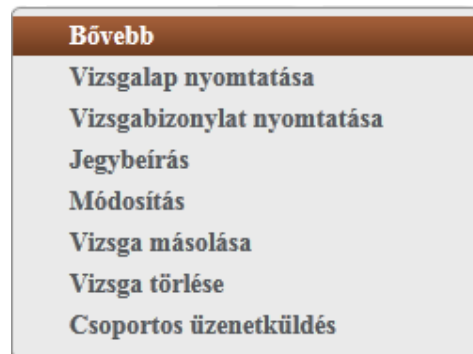 Bővebb
Vizsgalap nyomtatása
Vizsgabizonylat nyomtatása
Jegybeírás
Módosítás
Vizsga másolása
Vizsga törlése
Csoportos üzenetküldés